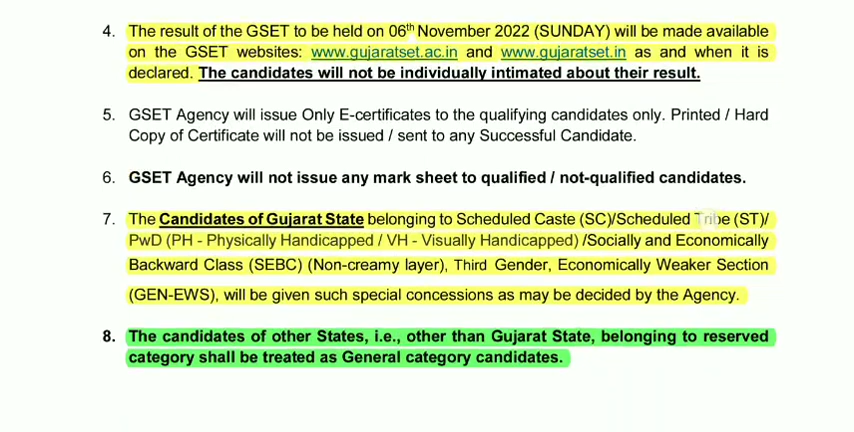 4. The result of the GSET to be held on 06th November 2022 (SUNDAY) will be made available
on the GSET websites: www.gujaratset.ac.in and www.gujaratset.in as and when it is
declared. The candidates will not be individually intimated about their result.
5. GSET Agency will issue Only E-certificates to the qualifying candidates only. Printed / Hard
Copy of Certificate will not be issued / sent to any Successful Candidate.
6. GSET Agency will not issue any mark sheet to qualified / not-qualified candidates.
7. The Candidates of Gujarat State belonging to Scheduled Caste (SC)/Scheduled Tribe (ST)/
PwD (PH - Physically Handicapped / VH - Visually Handicapped) /Socially and Economically
Backward Class (SEBC) (Non-creamy layer), Third Gender, Economically Weaker Section
(GEN-EWS), will be given such special concessions as may be decided by the Agency.
8. The candidates of other States, i.e., other than Gujarat State, belonging to reserved
category shall be treated as General category candidates.